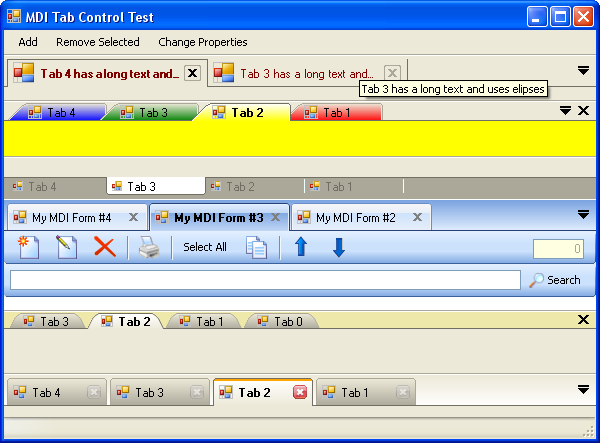 MDI Tab Control Test
Add Remove Selected Change Properties
Tab 4 has along text and... Tab 3 has a long text and...
Tab 3 has a long text and uses elipses
Tab 4 Tab 3 Tab 2 Tab 1
Tab 4 Tab 3 Tab 2 Tab 1
My MDI Form #4 My MDI Form #3 My MDI Form #2
Select All 0
Search
Tab 3 Tab 2 Tab 1 Tab 0
Tab 4 Tab 3 Tab 2 Tab 1